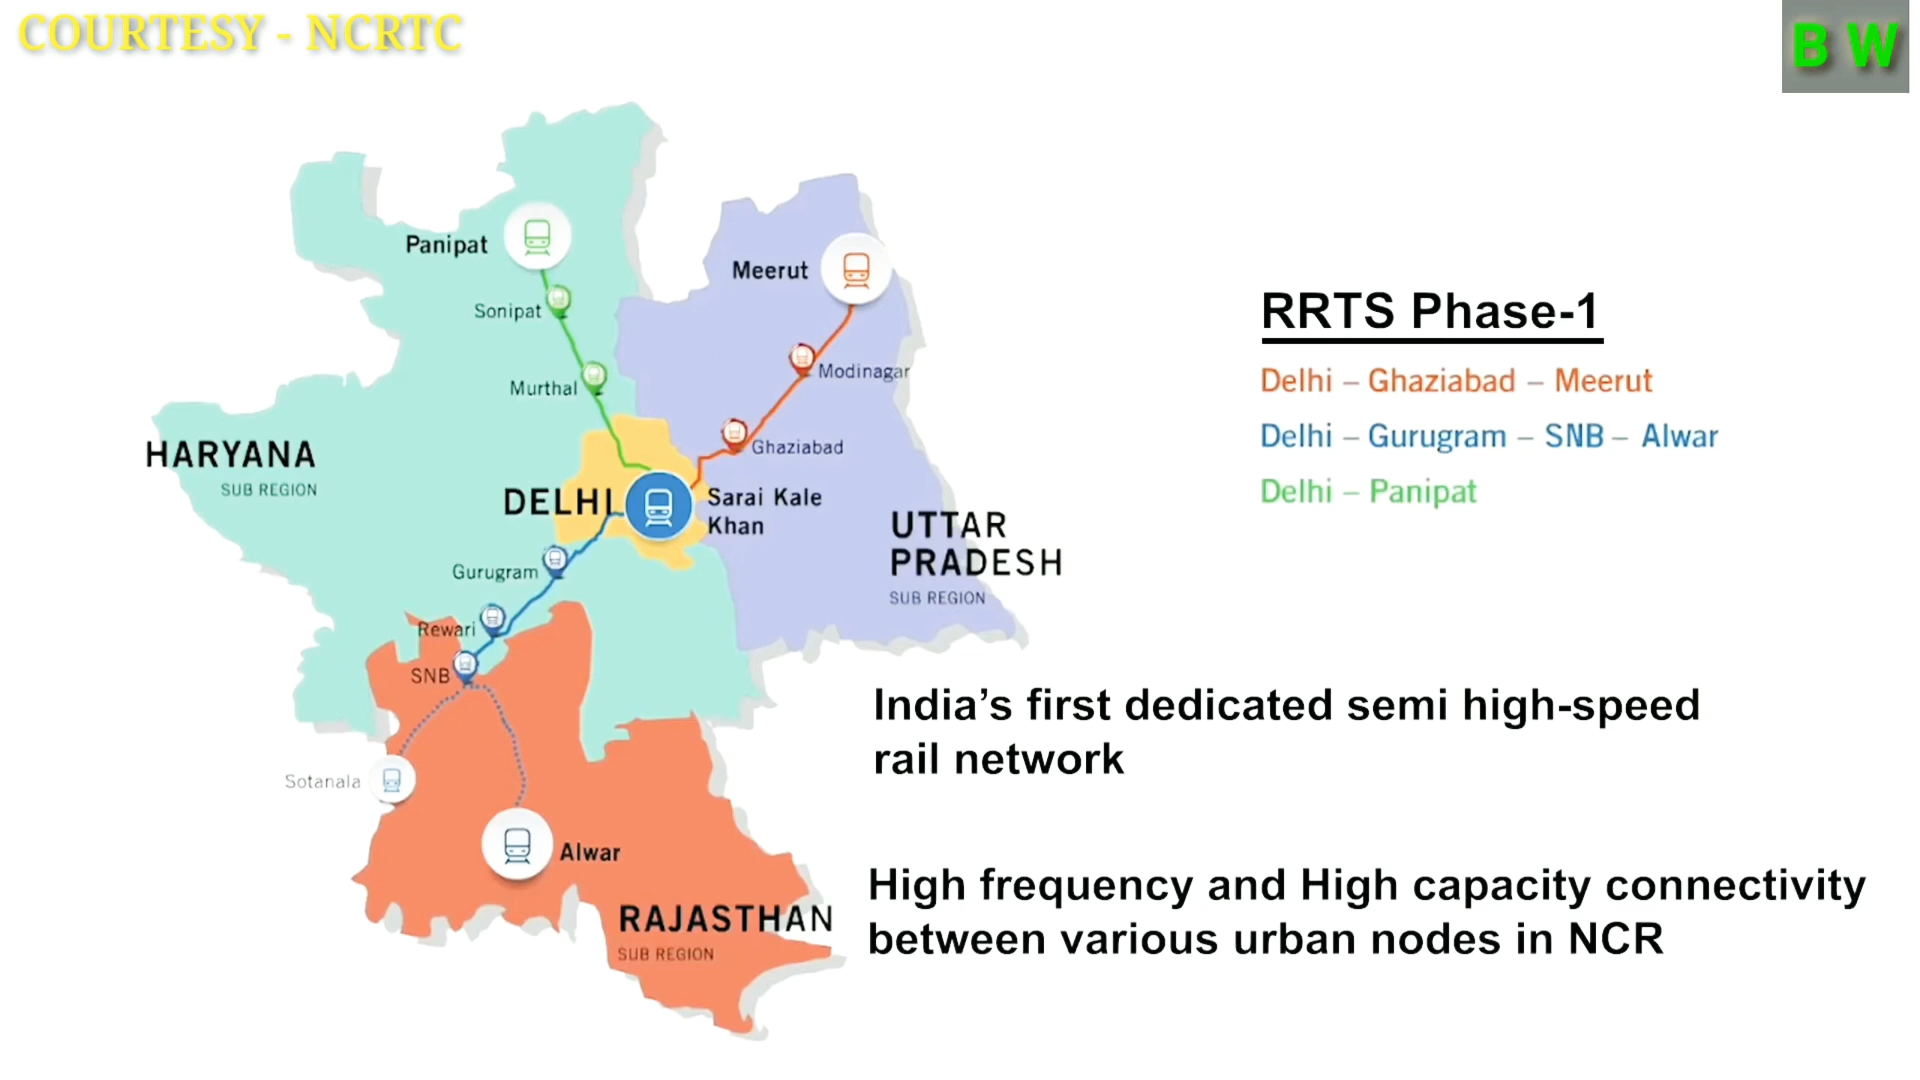 COURTESY - NCRTC
B W
Panipat
Meerut
Sonipat
Modinagar
Murthal
Ghaziabad
HARYANA
SUB REGION
DELHI
Sarai Kale
Khan
UTTAR
PRADESH
SUB REGION
Gurugram
Rewari
SNB
Sotanala
Alwar
RAJASTHAN
SUB REGION
RRTS Phase-1
Delhi – Ghaziabad – Meerut
Delhi – Gurugram – SNB – Alwar
Delhi – Panipat
India’s first dedicated semi high-speed
rail network
High frequency and High capacity connectivity
between various urban nodes in NCR